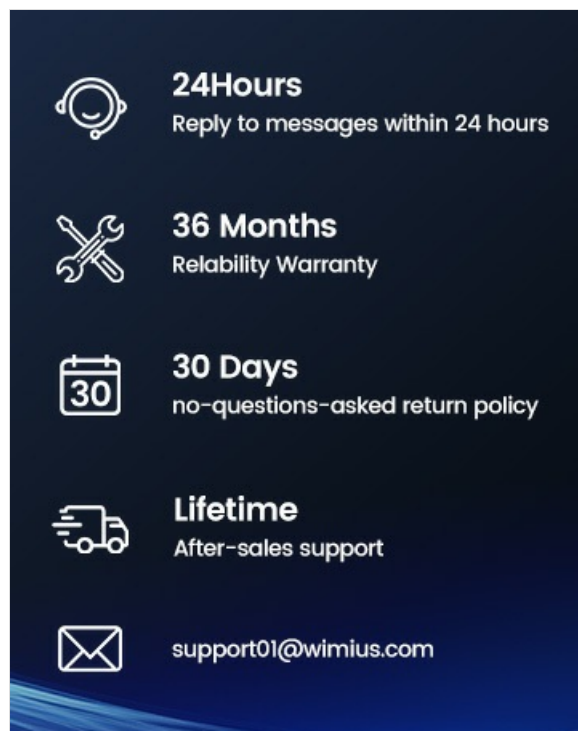 24Hours
Reply to messages within 24 hours
36 Months
Relability Warranty
30
30 Days
no-questions-asked return policy
Lifetime
After-sales support
support01@wimius.com